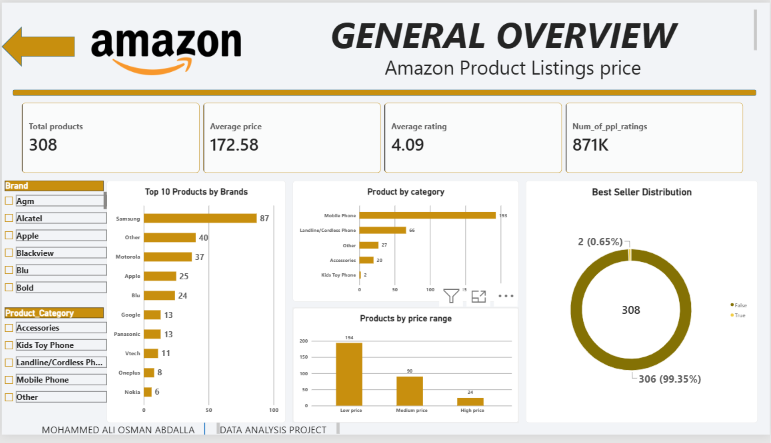 amazon
GENERAL OVERVIEW
Amazon Product Listings price
Total products
308
Average price
172.58
Average rating
4.09
Num_of_ppl_ratings
871K
Brand
Agm
Alcatel
Apple
Blackview
Blu
Bold
Product_Category
Accessories
Kids Toy Phone
Landline/Cordless Ph...
Mobile Phone
Other
Top 10 Products by Brands
Samsung 87
Other 40
Motorola 37
Apple 25
Blu 24
Google 13
Panasonic 13
Vtech 11
Oneplus 8
Nokia 6
0 50 100
Product by category
Mobile Phone
Landline/Cordless Phone 66
Other 27
Accessories 20
Kids Toy Phone 2
0 50 100
Products by price range
200
150
100
50
0
194
90
24
Low price Medium price High price
Best Seller Distribution
2 (0.65%)
308
306 (99.35%)
False
True
MOHAMMED ALI OSMAN ABDALLA
DATA ANALYSIS PROJECT